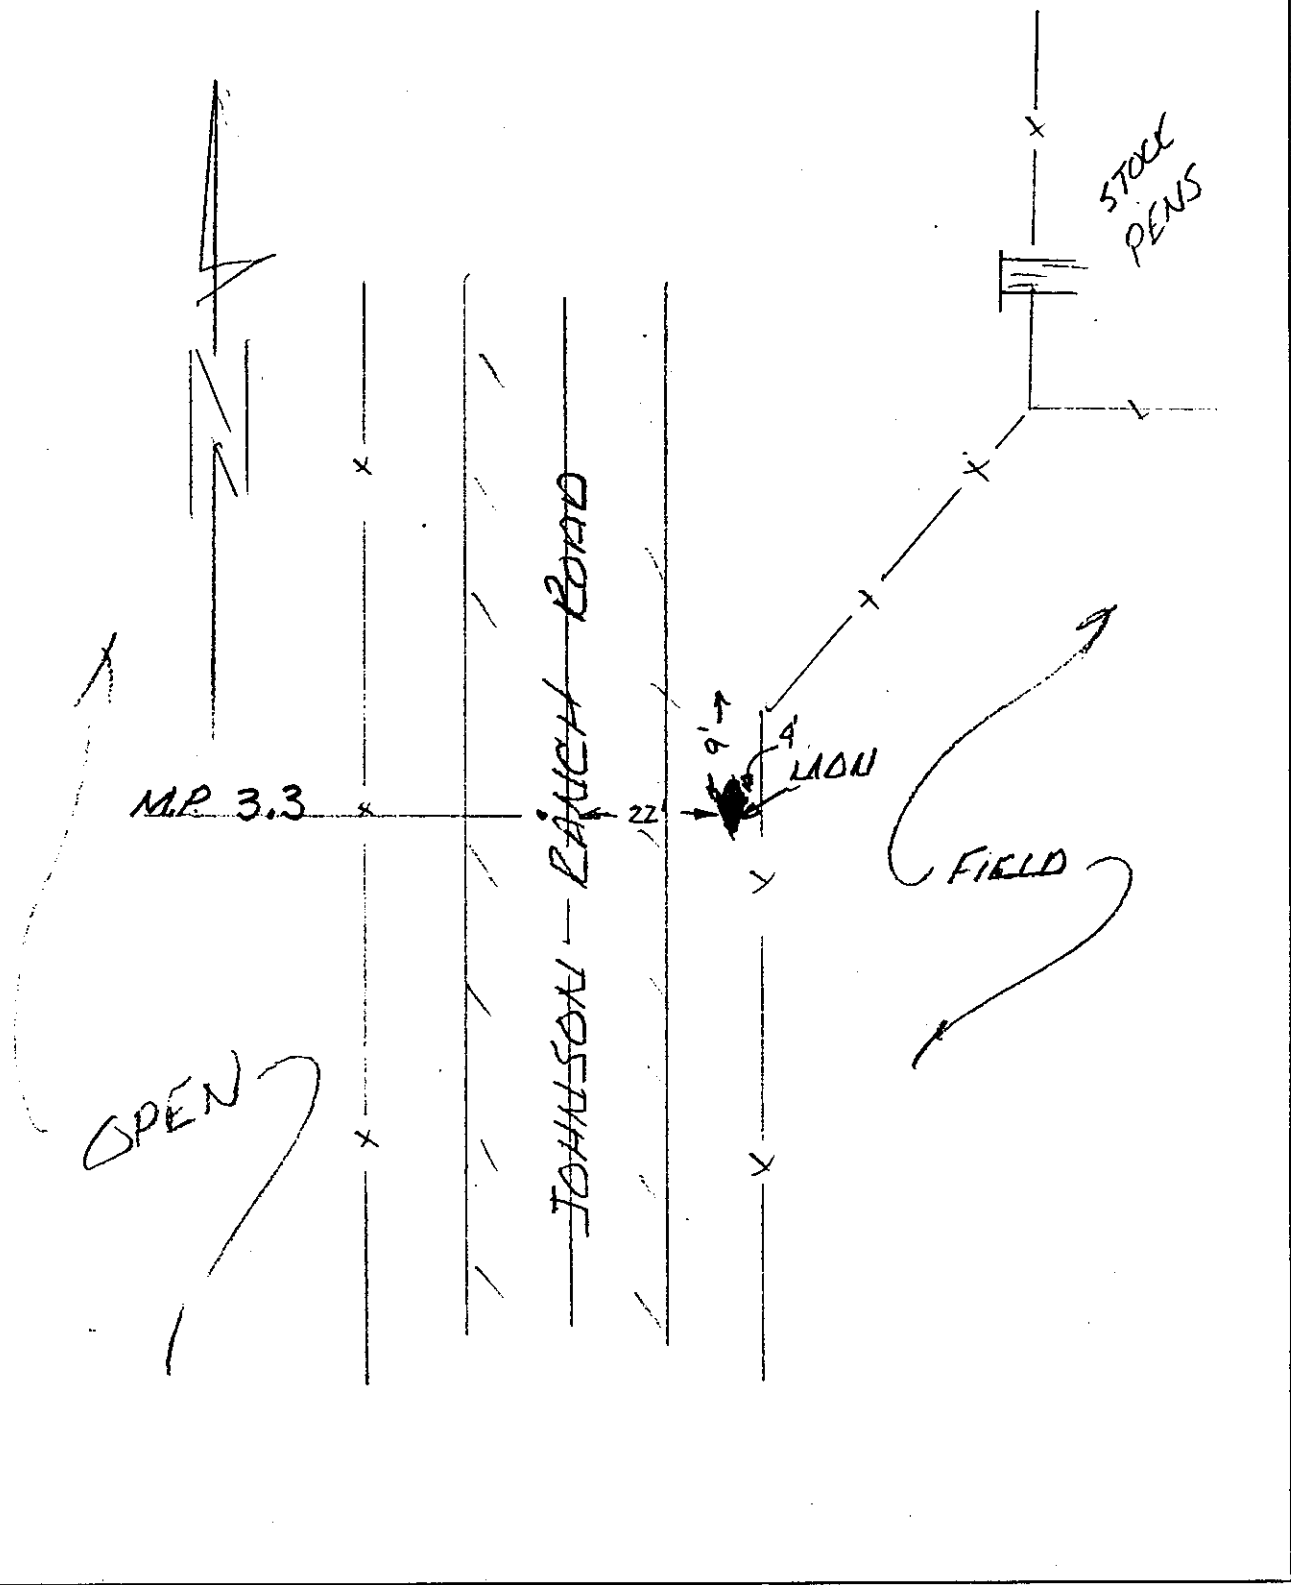 STOCK
PENS
N
JOHNSON-RANCH ROAD
9'
4'
MON
M.P. 3.3
22'
FIELD
OPEN